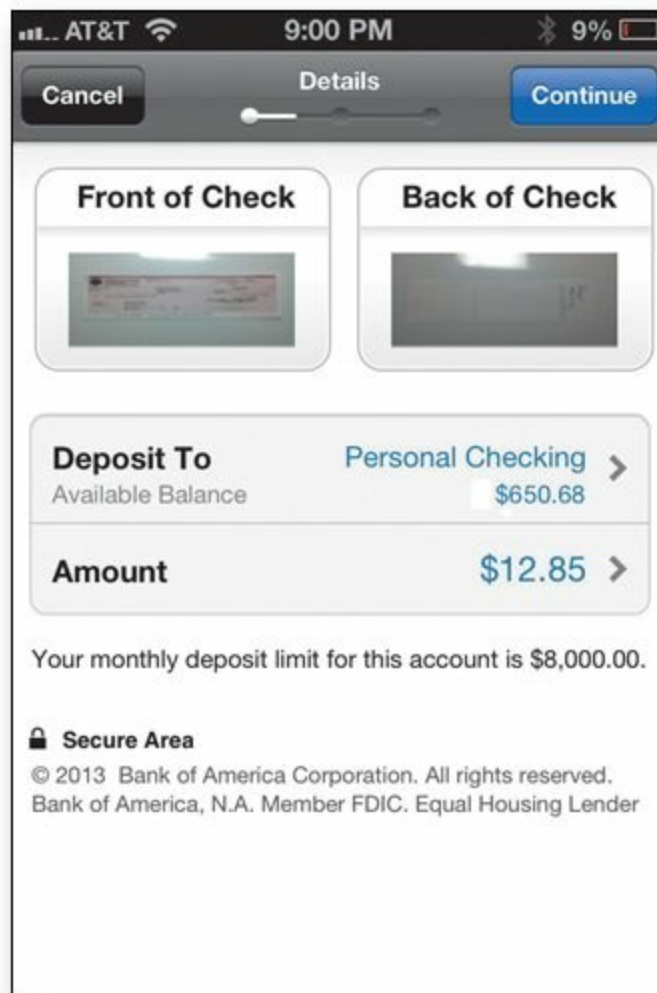 AT&T 9:00 PM 9%
Cancel Details Continue
Front of Check Back of Check
Deposit To Personal Checking
Available Balance $650.68
Amount $12.85
Your monthly deposit limit for this account is $8,000.00.
Secure Area
© 2013 Bank of America Corporation. All rights reserved.
Bank of America, N.A. Member FDIC. Equal Housing Lender